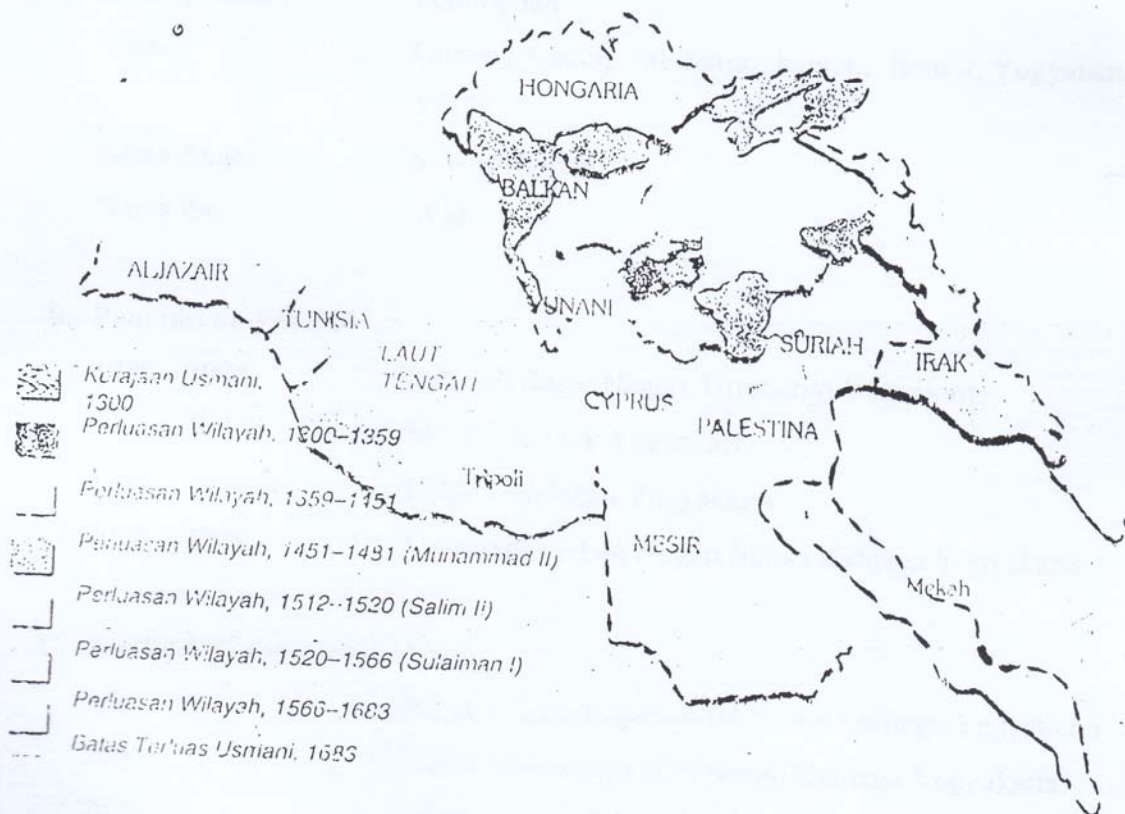 HONGARIA
BALKAN
ALJAZAIR
TUNISIA
YUNANI
LAUT
TENGAH
SURIAH
IRAK
CYPRUS
PALESTINA
Tripoli
MESIR
Mekah
Kerajaan Usmani,
1300
Perluasan Wilayah, 1300–1359
Perluasan Wilayah, 1359–1451
Perluasan Wilayah, 1451–1481 (Muhammad II)
Perluasan Wilayah, 1512–1520 (Salim II)
Perluasan Wilayah, 1520–1566 (Sulaiman I)
Perluasan Wilayah, 1566–1683
Batas Terluas Usmani, 1683